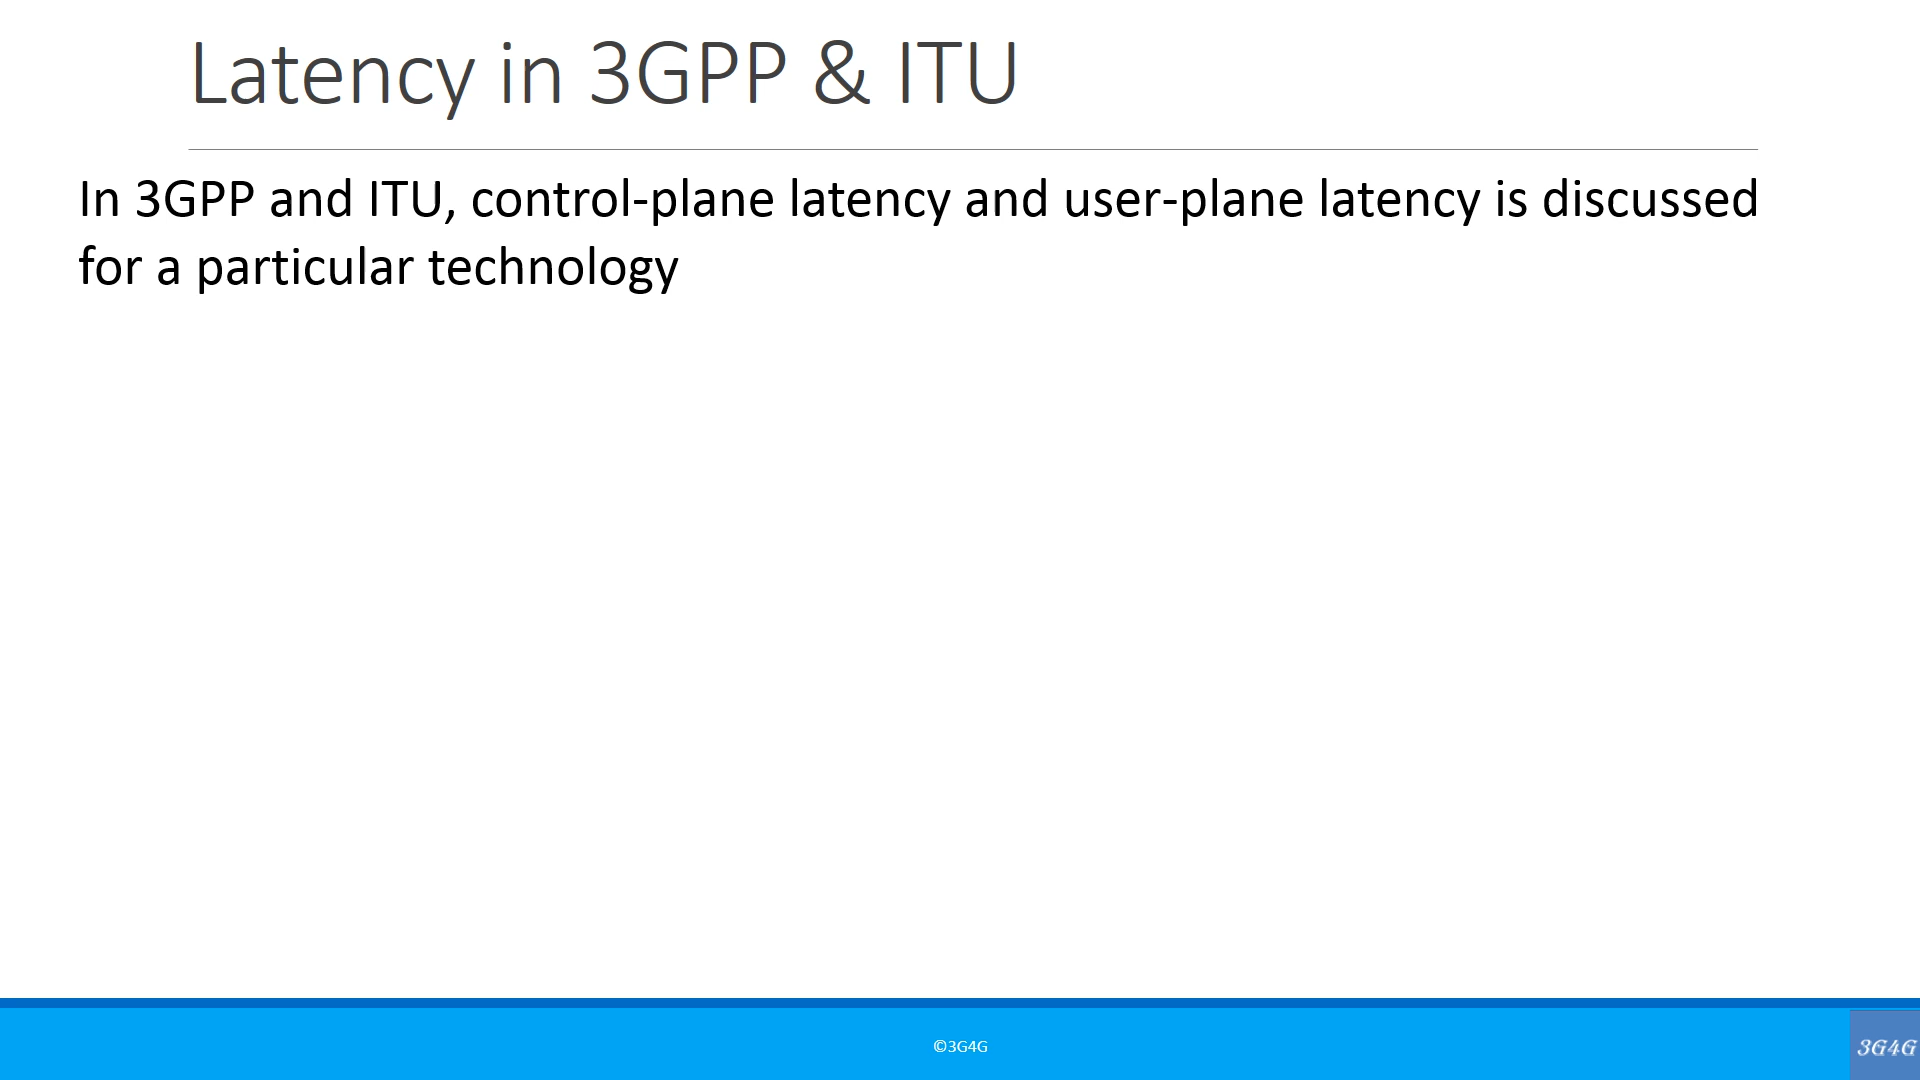 Latency in 3GPP & ITU
In 3GPP and ITU, control-plane latency and user-plane latency is discussed
for a particular technology
©3G4G
3G4G